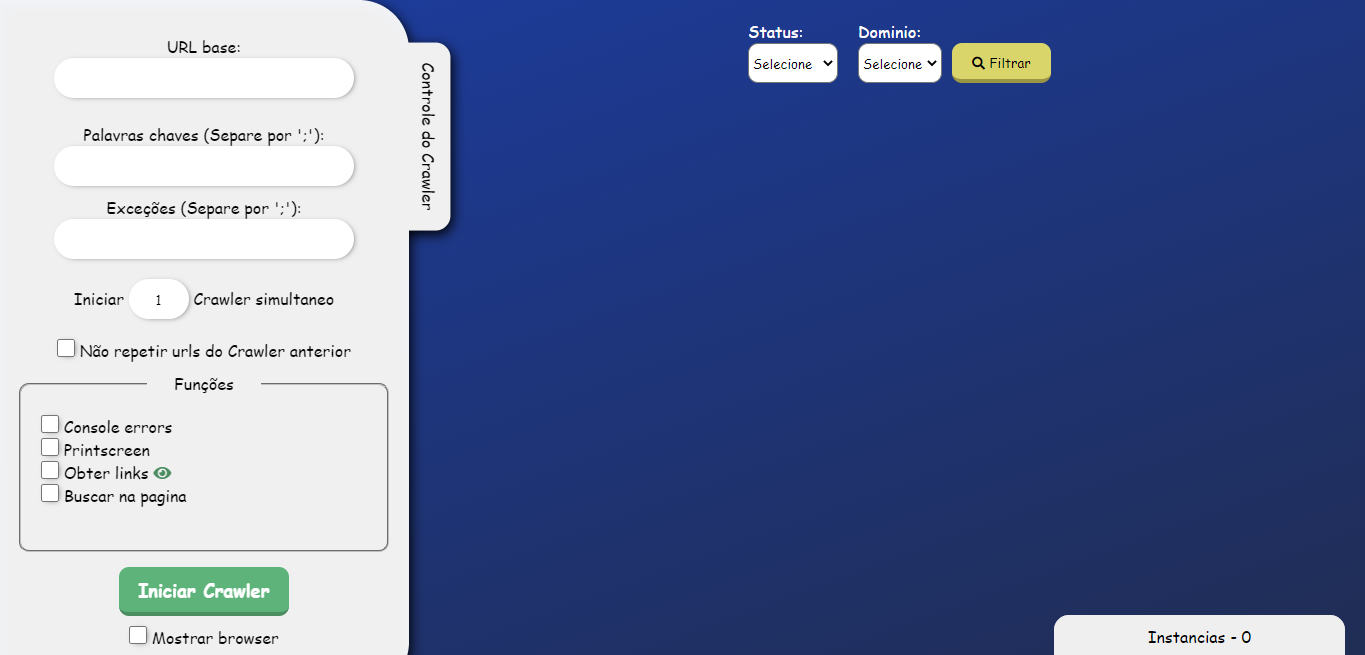 URL base:
Palavras chaves (Separe por ';'):
Exceções (Separe por ';'):
Iniciar 1 Crawler simultaneo
Não repetir urls do Crawler anterior
Funções
Console errors
Printscreen
Obter links
Buscar na pagina
Iniciar Crawler
Mostrar browser
Controle do Crawler
Status: Dominio:
Selecione Selecione Filtrar
Instancias - 0